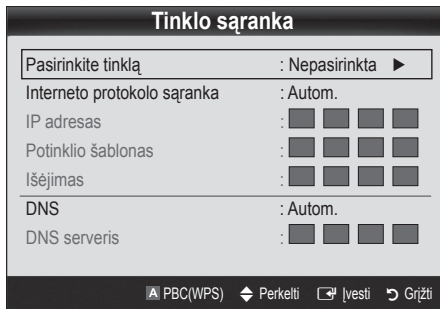 Tinklo sąranka
Pasirinkite tinklą : Nepasirinkta ►
Interneto protokolo sąranka : Autom.
IP adresas :
Potinklio šablonas :
Išėjimas :
DNS : Autom.
DNS serveris :
A PBC(WPS) Perkelti Įvesti Grįžti